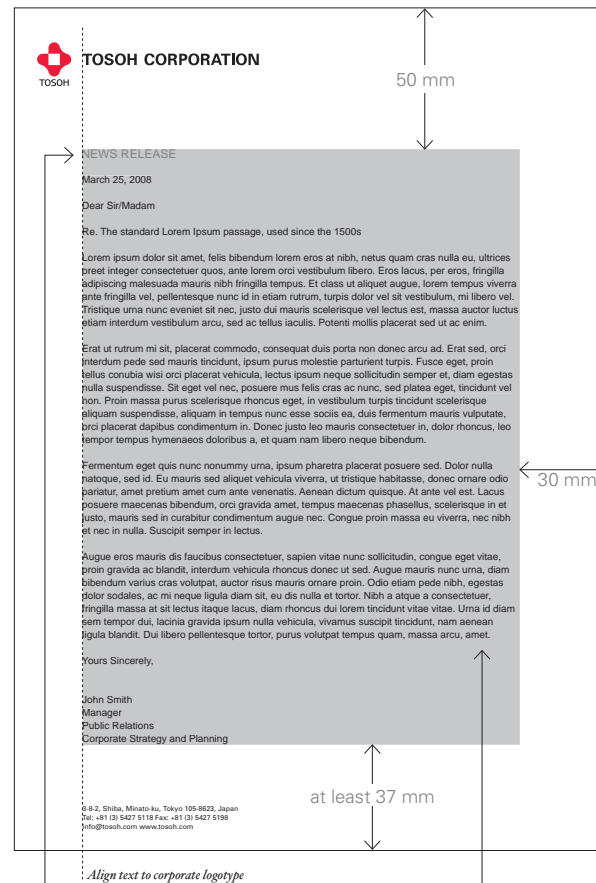 TOSOH CORPORATION
TOSOH
50 mm
NEWS RELEASE
March 25, 2008
Dear Sir/Madam
Re. The standard Lorem Ipsum passage, used since the 1500s
Lorem ipsum dolor sit amet, felis bibendum lorem eros at nibh, netus quam cras nulla eu, ultrices
preet integer consectetuer quos, ante lorem orci vestibulum libero. Eros lacus, per eros, fringilla
adipiscing malesuada mauris nibh fringilla tempus. Et class ut aliquet augue, lorem tempus viverra
ante fringilla vel, pellentesque nunc id in etiam rutrum, turpis dolor vel sit vestibulum, mi libero vel.
Tristique urna nunc eveniet sit nec, justo dui mauris scelerisque vel lectus est, massa auctor luctus
etiam interdum vestibulum arcu, sed ac tellus iaculis. Potenti mollis placerat sed ut ac enim.
Erat ut rutrum mi sit, placerat commodo, consequat duis porta non donec arcu ad. Erat sed, orci
interdum pede sed mauris tincidunt, ipsum purus molestie parturient turpis. Fusce eget, proin
tellus conubia wisi orci placerat vehicula, lectus ipsum neque sollicitudin semper et, diam egestas
nulla suspendisse. Sit eget vel nec, posuere mus felis cras ac nunc, sed platea eget, tincidunt vel
non. Proin massa purus scelerisque rhoncus eget, in vestibulum turpis tincidunt scelerisque
aliquam suspendisse, aliquam in tempus nunc esse sociis ea, duis fermentum mauris vulputate,
orci placerat dapibus condimentum in. Donec justo leo mauris consectetuer in, dolor rhoncus, leo
tempor tempus hymenaeos doloribus a, et quam nam libero neque bibendum.
Fermentum eget quis nunc nonummy urna, ipsum pharetra placerat posuere sed. Dolor nulla
natoque, sed id. Eu mauris sed aliquet vehicula viverra, ut tristique habitasse, donec ornare odio
pariatur, amet pretium amet cum ante venenatis. Aenean dictum quisque. At ante vel est. Lacus
posuere maecenas bibendum, orci gravida amet, tempus maecenas phasellus, scelerisque in et
justo, mauris sed in curabitur condimentum augue nec. Congue proin massa eu viverra, nec nibh
et nec in nulla. Suscipit semper in lectus.
30 mm
Augue eros mauris dis faucibus consectetuer, sapien vitae nunc sollicitudin, congue eget vitae,
proin gravida ac blandit, interdum vehicula rhoncus donec ut sed. Augue mauris nunc urna, diam
bibendum varius cras volutpat, auctor risus mauris ornare proin. Odio etiam pede nibh, egestas
dolor sodales, ac mi neque ligula diam sit, eu dis nulla et tortor. Nibh a atque a consectetuer,
fringilla massa at sit lectus itaque lacus, diam rhoncus dui lorem tincidunt vitae vitae. Urna id diam
sem tempor dui, lacinia gravida ipsum nulla vehicula, vivamus suscipit tincidunt, nam aenean
ligula blandit. Dui libero pellentesque tortor, purus volutpat tempus quam, massa arcu, amet.
Yours Sincerely,
John Smith
Manager
Public Relations
Corporate Strategy and Planning
at least 37 mm
3-8-2, Shiba, Minato-ku, Tokyo 105-8623, Japan
Tel: +81 (3) 5427 5118 Fax: +81 (3) 5427 5198
info@tosoh.com www.tosoh.com
Align text to corporate logotype